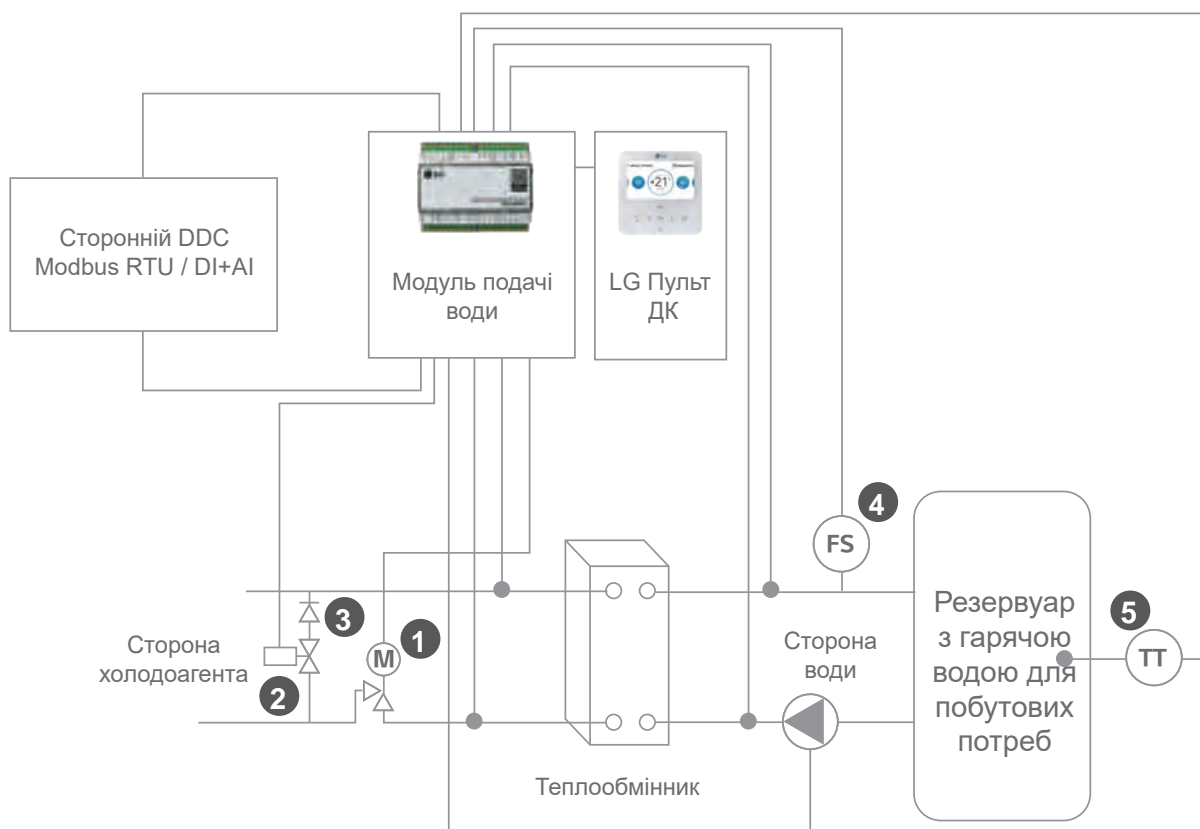 Сторонній DDC
Modbus RTU / DI+AI
Модуль подачі
води
LG Пульт
ДК
21
4
FS
3
1
M
2
5
TT
Сторона
холодоагента
Сторона
води
Резервуар
з гарячою
водою для
побутових
потреб
Теплообмінник